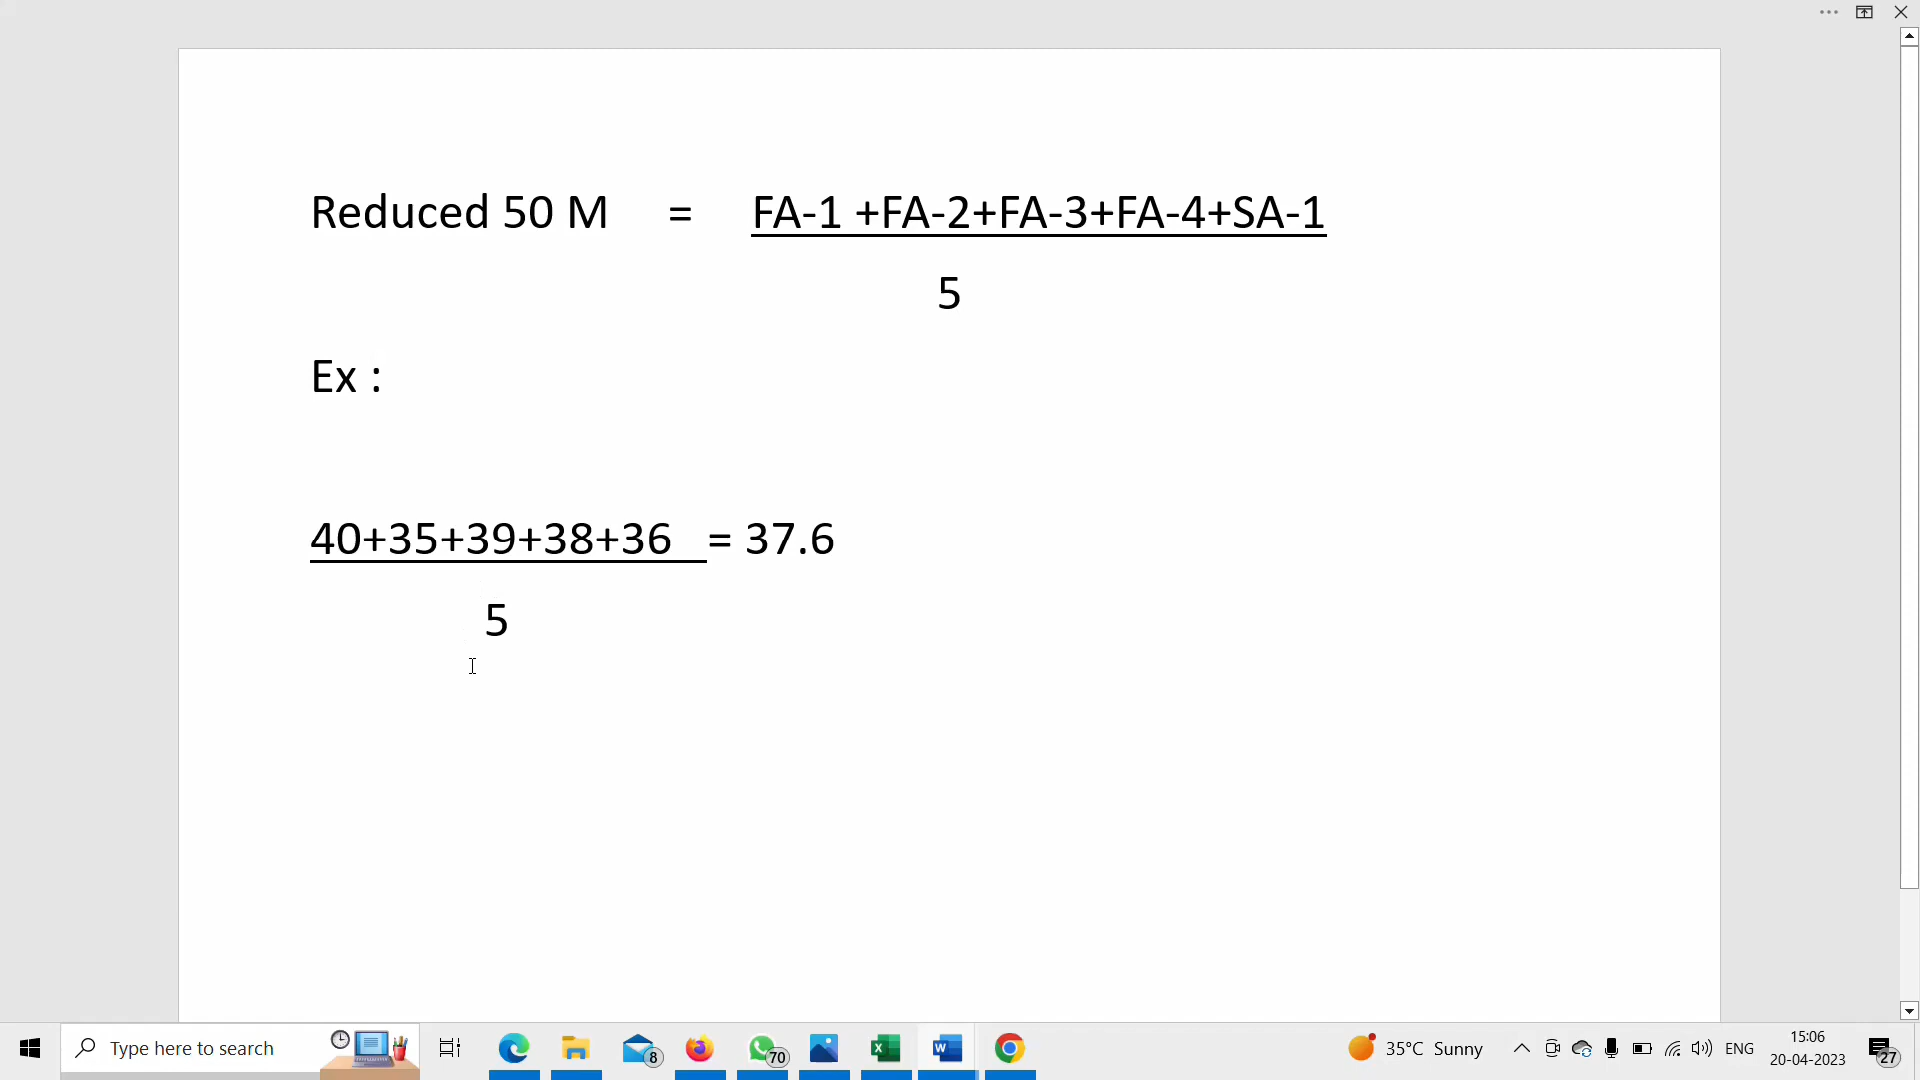 Reduced 50 M = FA-1 +FA-2+FA-3+FA-4+SA-1
5
Ex :
40+35+39+38+36 = 37.6
5
Type here to search
8
70
35°C Sunny
ENG
15:06
20-04-2023
27